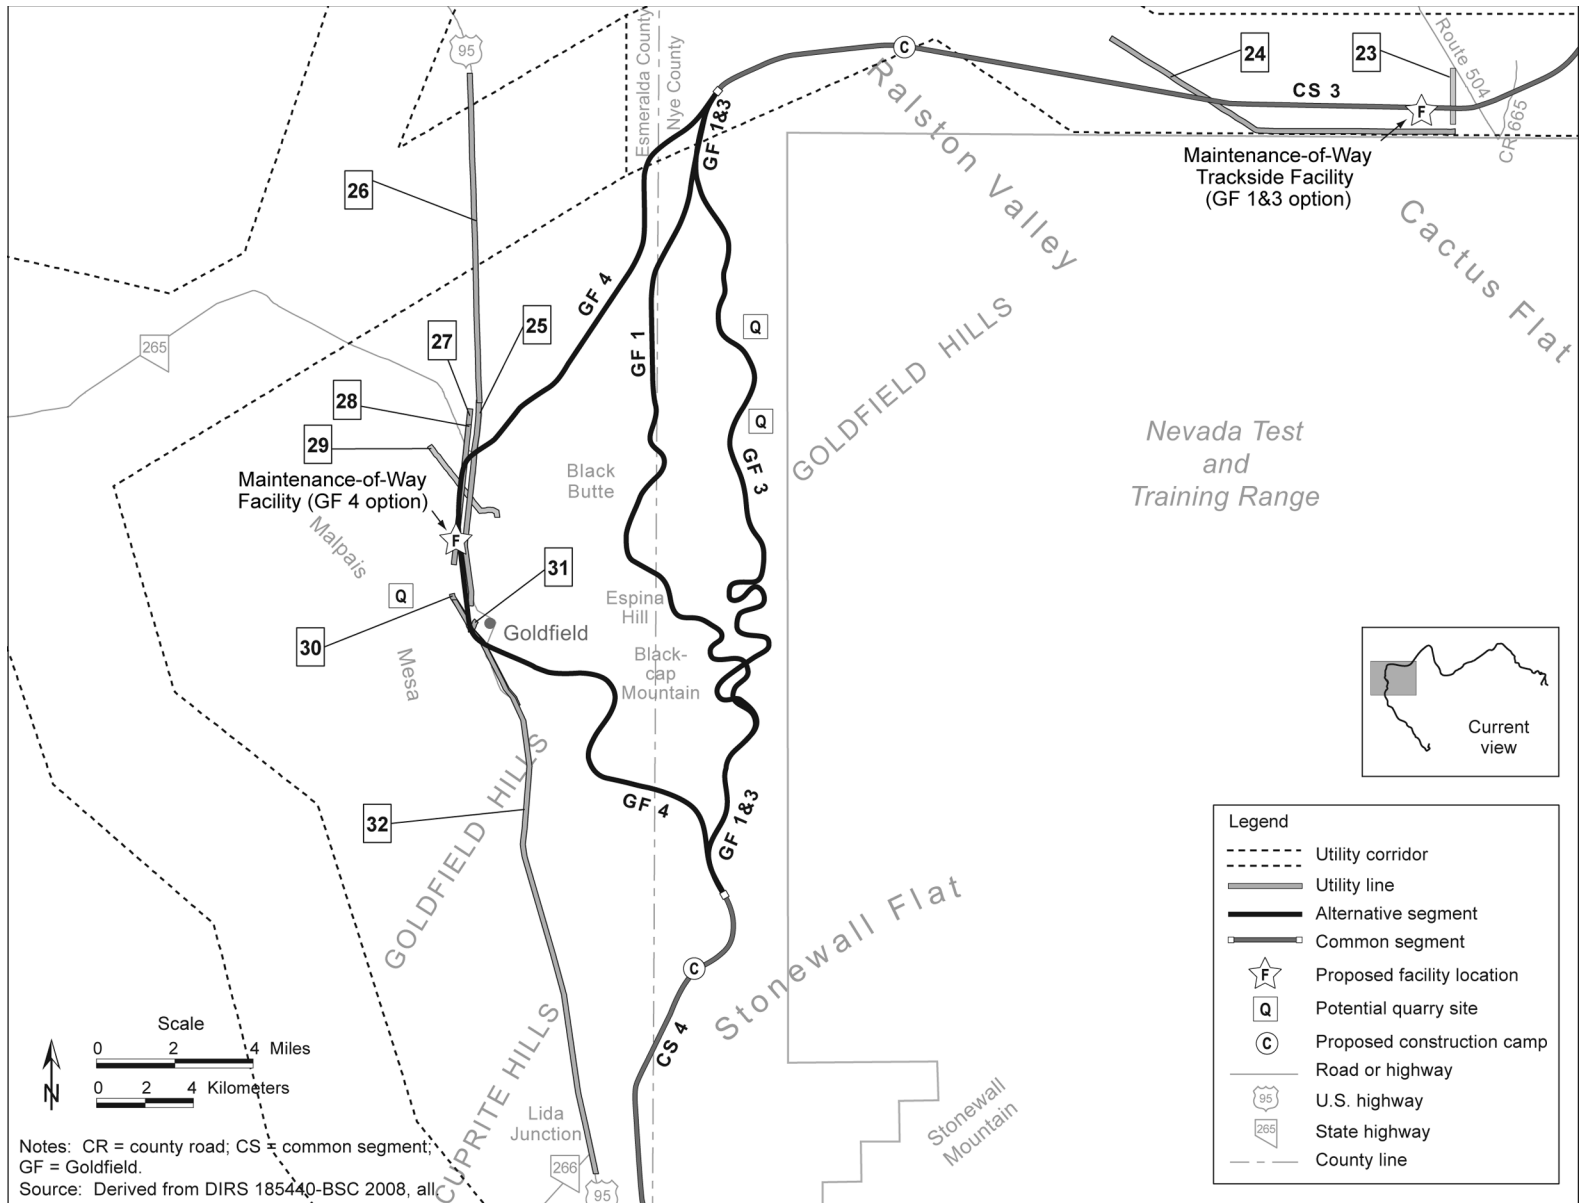 95
Esmeralda County
Nye County
C
Ralston Valley
24
23
Route 504
CS 3
F
CR 665
Maintenance-of-Way
Trackside Facility
(GF 1&3 option)
Cactus Flat
GF 1&3
26
GF 4
265
27
25
GF 1
Q
GOLDFIELD HILLS
28
29
Q
Nevada Test
and
Training Range
Maintenance-of-Way
Facility (GF 4 option)
Black
Butte
GF 3
Malpais
F
31
Q
Espina
Hill
30
Goldfield
Mesa
Black-
cap
Mountain
Current
view
GOLDFIELD HILLS
32
GF 4
GF 1&3
Stonewall Flat
C
CS 4
CUPRITE HILLS
Lida
Junction
266
95
Stonewall
Mountain
Legend
Utility corridor
Utility line
Alternative segment
Common segment
F Proposed facility location
Q Potential quarry site
C Proposed construction camp
Road or highway
95 U.S. highway
265 State highway
County line
Scale
0 2 4 Miles
0 2 4 Kilometers
N
Notes: CR = county road; CS = common segment;
GF = Goldfield.
Source: Derived from DIRS 185440-BSC 2008, all.